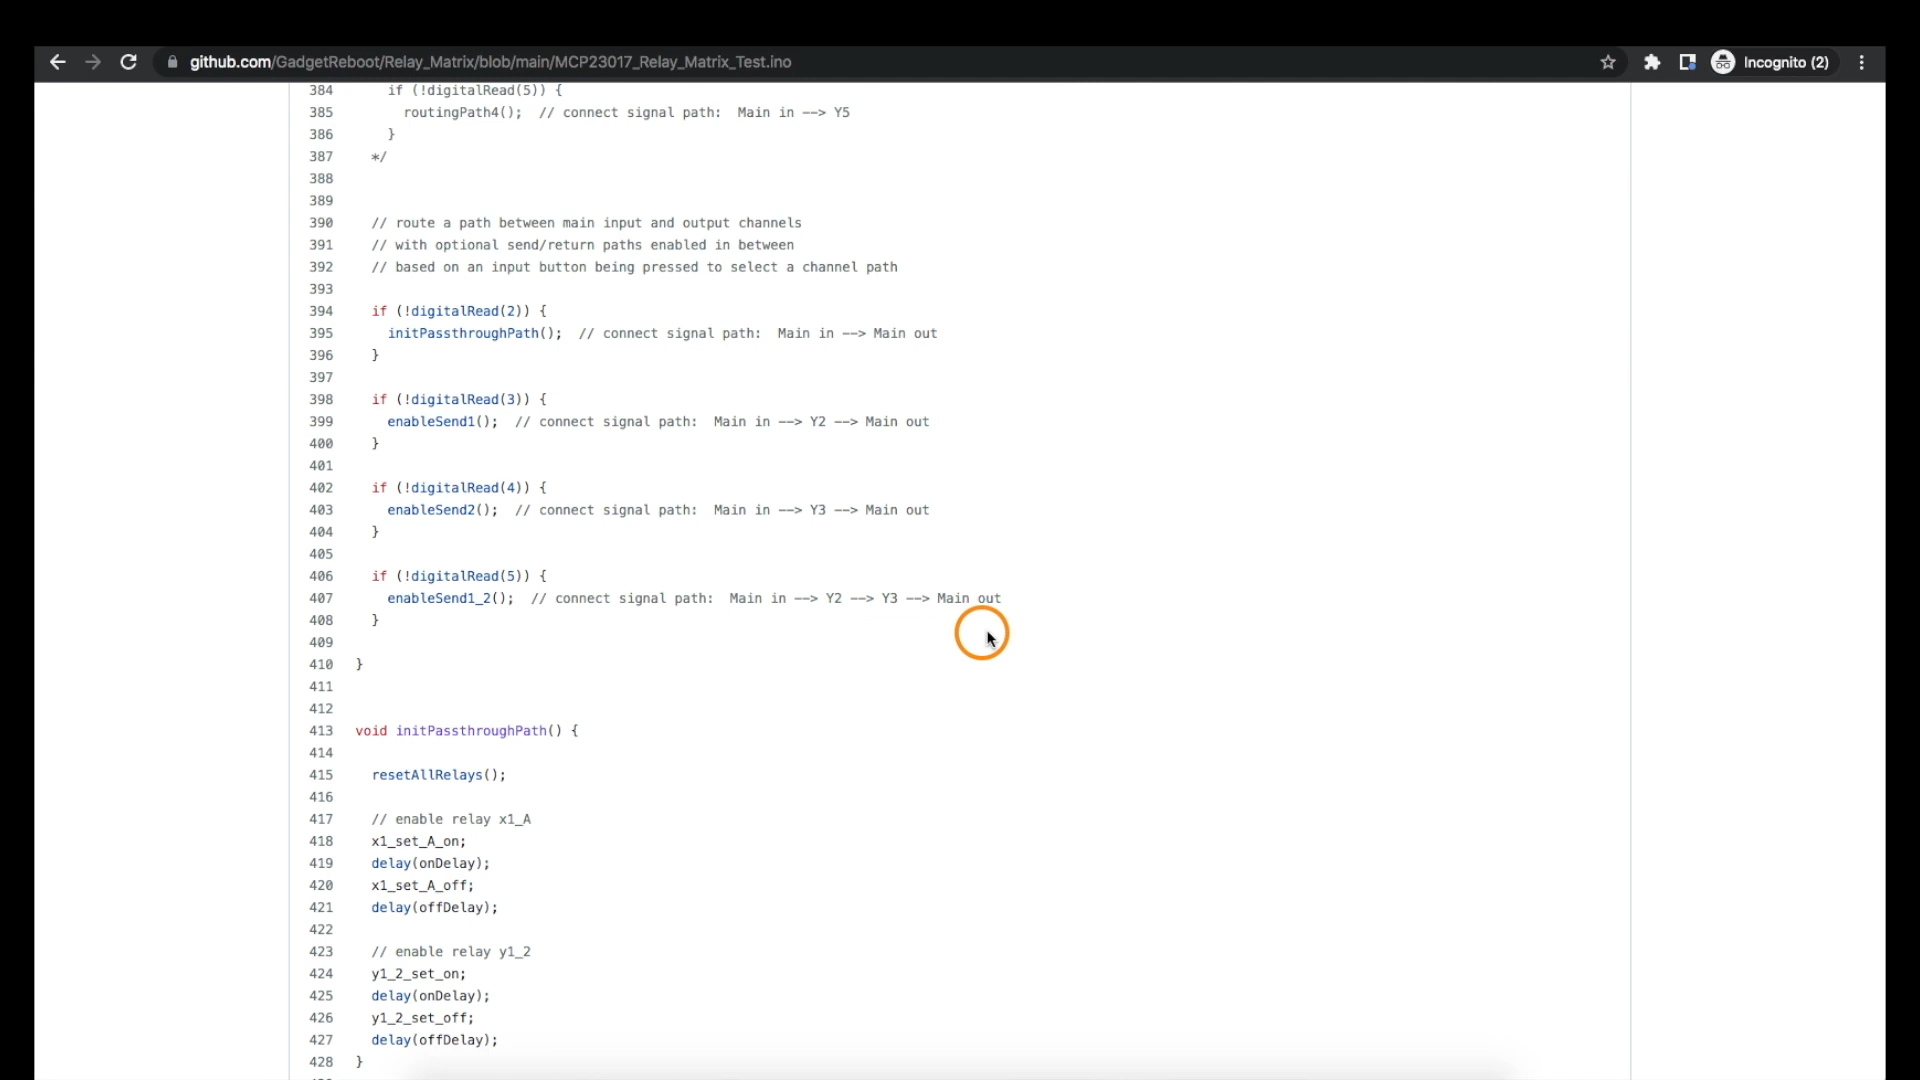 github.com/GadgetReboot/Relay_Matrix/blob/main/MCP23017_Relay_Matrix_Test.ino
Incognito (2)
384 if (!digitalRead(5)) {
385 routingPath4(); // connect signal path: Main in --> Y5
386 }
387 */
388
389
390 // route a path between main input and output channels
391 // with optional send/return paths enabled in between
392 // based on an input button being pressed to select a channel path
393
394 if (!digitalRead(2)) {
395 initPassthroughPath(); // connect signal path: Main in --> Main out
396 }
397
398 if (!digitalRead(3)) {
399 enableSend1(); // connect signal path: Main in --> Y2 --> Main out
400 }
401
402 if (!digitalRead(4)) {
403 enableSend2(); // connect signal path: Main in --> Y3 --> Main out
404 }
405
406 if (!digitalRead(5)) {
407 enableSend1_2(); // connect signal path: Main in --> Y2 --> Y3 --> Main out
408 }
409
410 }
411
412
413 void initPassthroughPath() {
414
415 resetAllRelays();
416
417 // enable relay x1_A
418 x1_set_A_on;
419 delay(onDelay);
420 x1_set_A_off;
421 delay(offDelay);
422
423 // enable relay y1_2
424 y1_2_set_on;
425 delay(onDelay);
426 y1_2_set_off;
427 delay(offDelay);
428 }